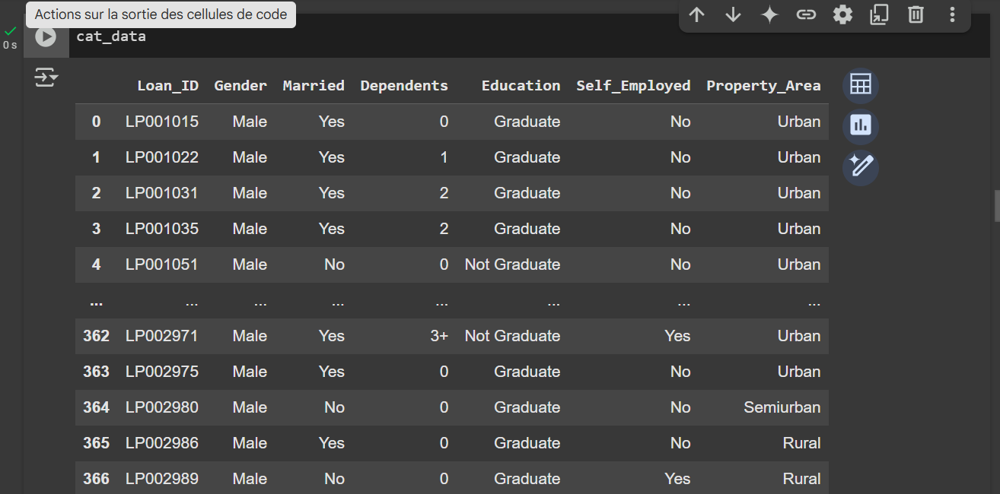 Actions sur la sortie des cellules de code
0 s
cat_data
Loan_ID Gender Married Dependents Education Self_Employed Property_Area
0 LP001015 Male Yes 0 Graduate No Urban
1 LP001022 Male Yes 1 Graduate No Urban
2 LP001031 Male Yes 2 Graduate No Urban
3 LP001035 Male Yes 2 Graduate No Urban
4 LP001051 Male No 0 Not Graduate No Urban
... ... ... ... ... ... ... ...
362 LP002971 Male Yes 3+ Not Graduate Yes Urban
363 LP002975 Male Yes 0 Graduate No Urban
364 LP002980 Male No 0 Graduate No Semiurban
365 LP002986 Male Yes 0 Graduate No Rural
366 LP002989 Male No 0 Graduate Yes Rural